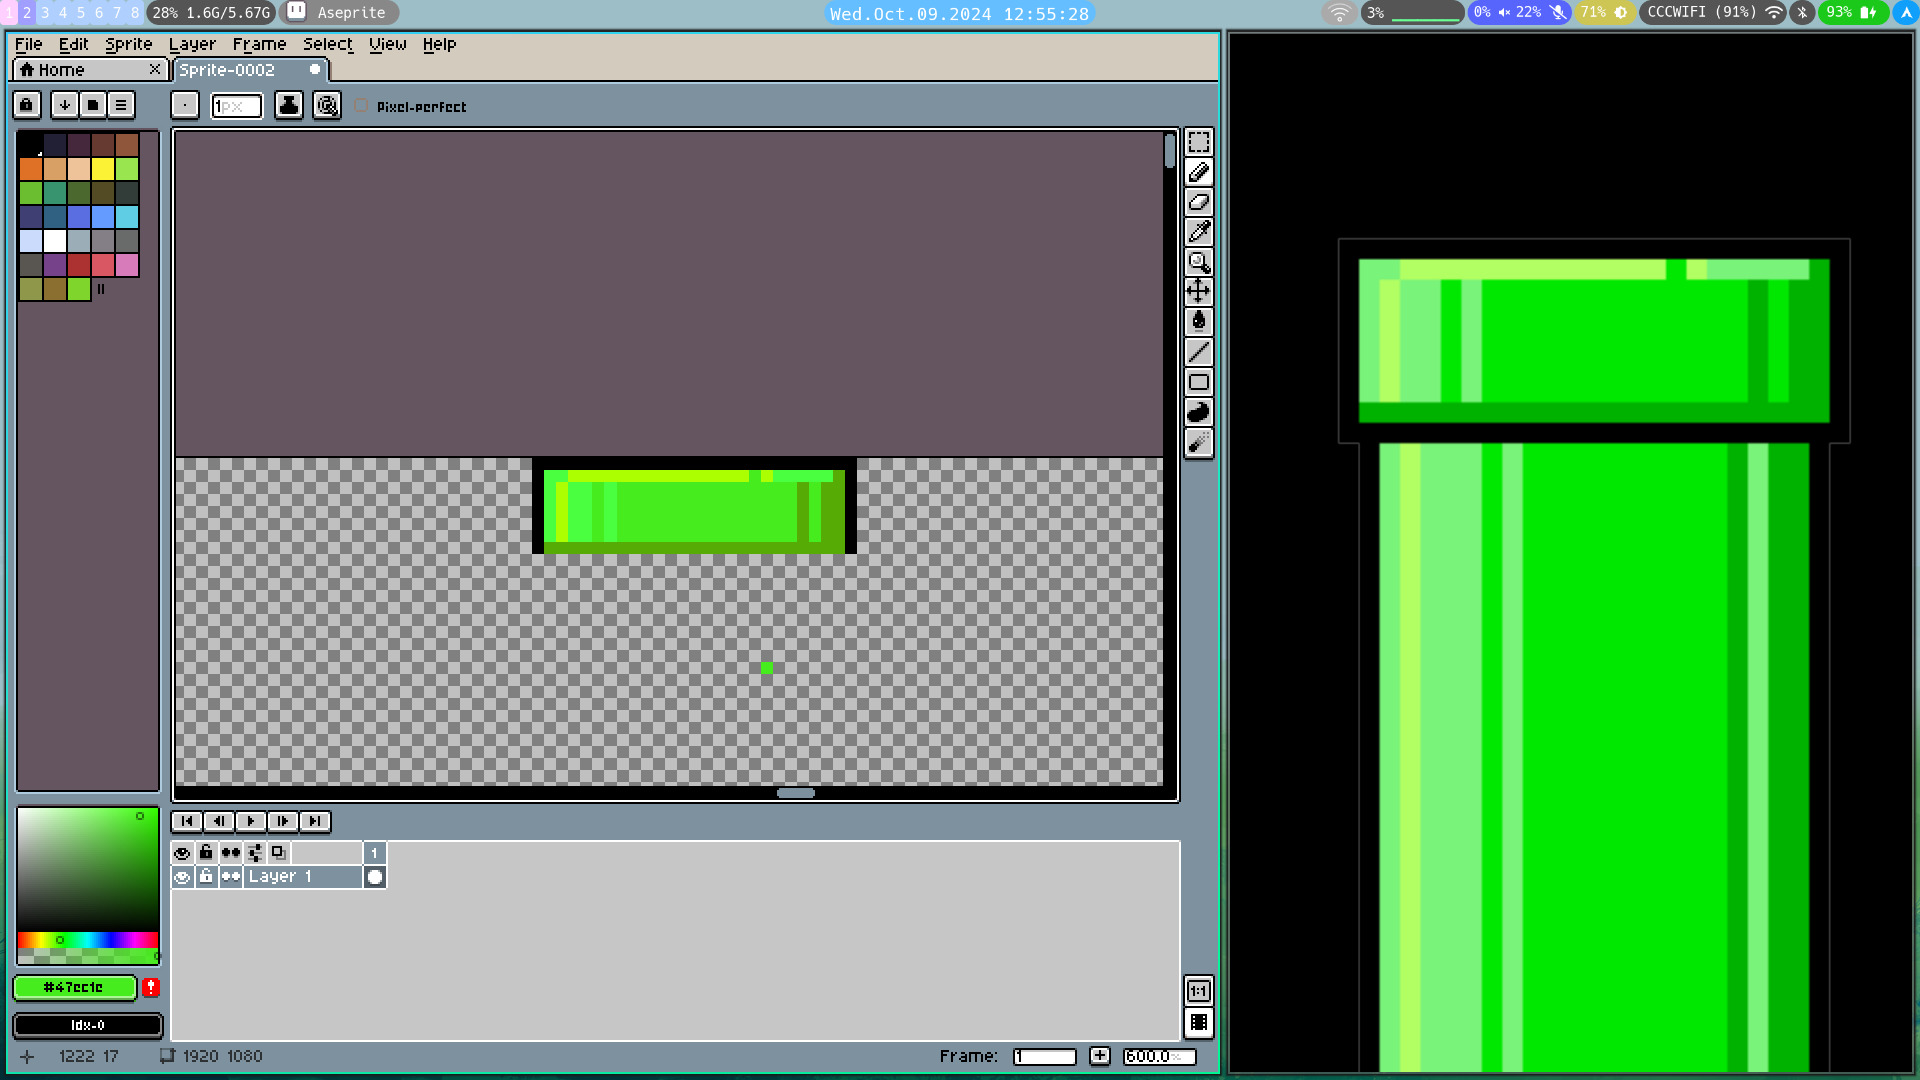 1 2 3 4 5 6 7 8 28% 1.6G/5.67G Aseprite Wed.Oct.09.2024 12:55:28 3% 0% 22% 71% CCCWIFI (91%) 93%
File Edit Sprite Layer Frame Select View Help
Home Sprite-0002
1px Pixel-perfect
1
Layer 1
#47ec1c
1:1
Idx-0
1222 17 1920 1080 Frame: 1 600.0%